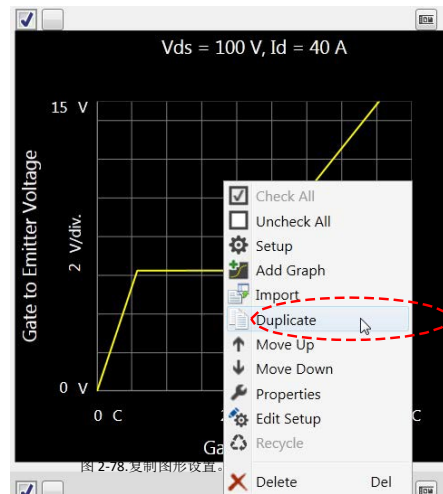 Vds = 100 V, Id = 40 A
15 V
Gate to Emitter Voltage
2 V/div.
0 V
0 C
C
Ga
Check All
Uncheck All
Setup
Add Graph
Import
Duplicate
Move Up
Move Down
Properties
Edit Setup
Recycle
Delete Del
图 2-78.复制图形设置。